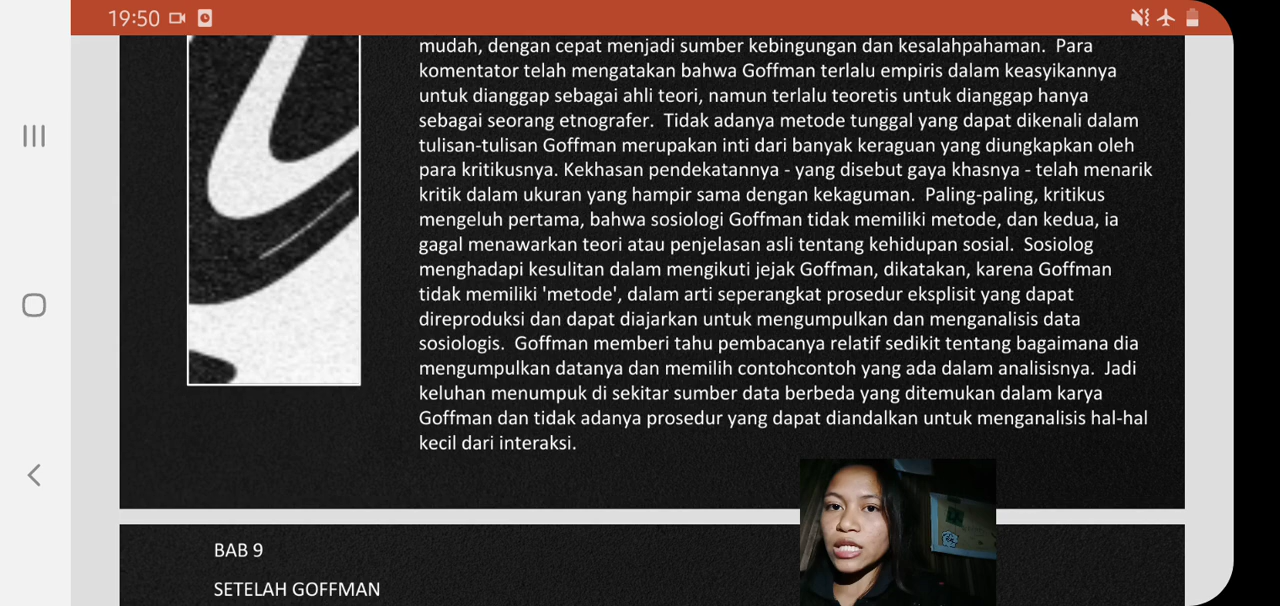 19:50
mudah, dengan cepat menjadi sumber kebingungan dan kesalahpahaman.  Para
komentator telah mengatakan bahwa Goffman terlalu empiris dalam keasyikannya
untuk dianggap sebagai ahli teori, namun terlalu teoretis untuk dianggap hanya
sebagai seorang etnografer.  Tidak adanya metode tunggal yang dapat dikenali dalam
tulisan-tulisan Goffman merupakan inti dari banyak keraguan yang diungkapkan oleh
para kritikusnya. Kekhasan pendekatannya - yang disebut gaya khasnya - telah menarik
kritik dalam ukuran yang hampir sama dengan kekaguman.  Paling-paling, kritikus
mengeluh pertama, bahwa sosiologi Goffman tidak memiliki metode, dan kedua, ia
gagal menawarkan teori atau penjelasan asli tentang kehidupan sosial.  Sosiolog
menghadapi kesulitan dalam mengikuti jejak Goffman, dikatakan, karena Goffman
tidak memiliki 'metode', dalam arti seperangkat prosedur eksplisit yang dapat
direproduksi dan dapat diajarkan untuk mengumpulkan dan menganalisis data
sosiologis.  Goffman memberi tahu pembacanya relatif sedikit tentang bagaimana dia
mengumpulkan datanya dan memilih contohcontoh yang ada dalam analisisnya.  Jadi
keluhan menumpuk di sekitar sumber data berbeda yang ditemukan dalam karya
Goffman dan tidak adanya prosedur yang dapat diandalkan untuk menganalisis hal-hal
kecil dari interaksi.
BAB 9
SETELAH GOFFMAN